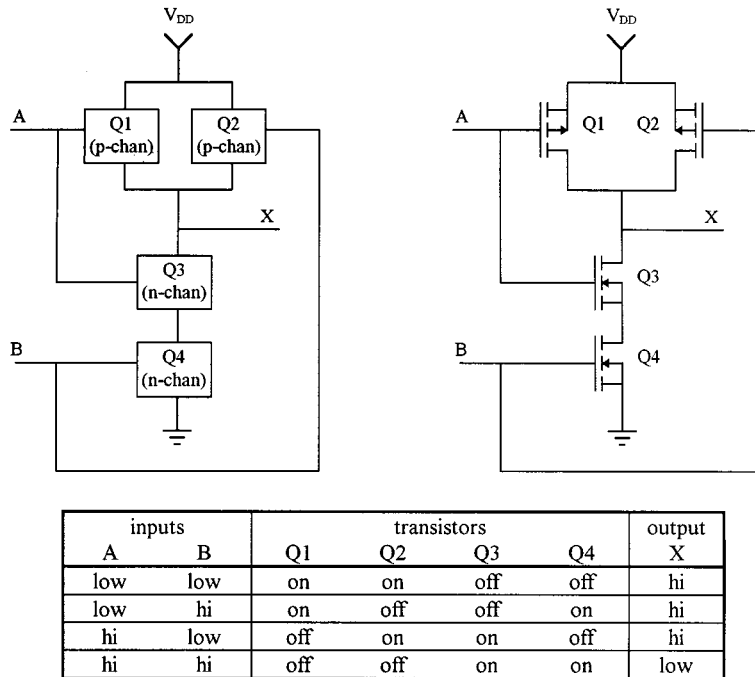 VDD
A
Q1
(p-chan)
Q2
(p-chan)
X
Q3
(n-chan)
B
Q4
(n-chan)
VDD
A
Q1
Q2
X
Q3
B
Q4
inputs transistors output
A B Q1 Q2 Q3 Q4 X
low low on on off off hi
low hi on off off on hi
hi low off on on off hi
hi hi off off on on low